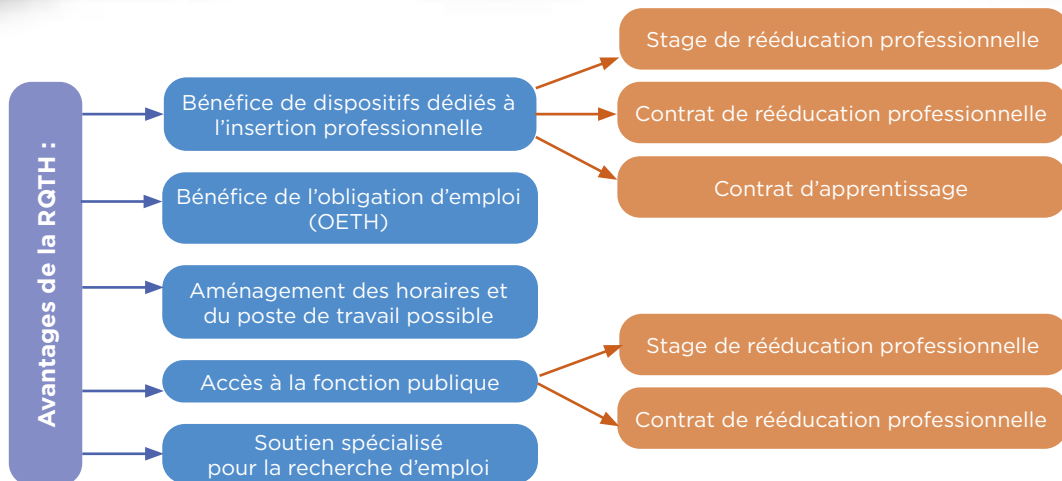 Avantages de la RQTH :
Bénéfice de dispositifs dédiés à
l'insertion professionnelle
Stage de rééducation professionnelle
Contrat de rééducation professionnelle
Contrat d'apprentissage
Bénéfice de l'obligation d'emploi
(OETH)
Aménagement des horaires et
du poste de travail possible
Accès à la fonction publique
Stage de rééducation professionnelle
Contrat de rééducation professionnelle
Soutien spécialisé
pour la recherche d'emploi